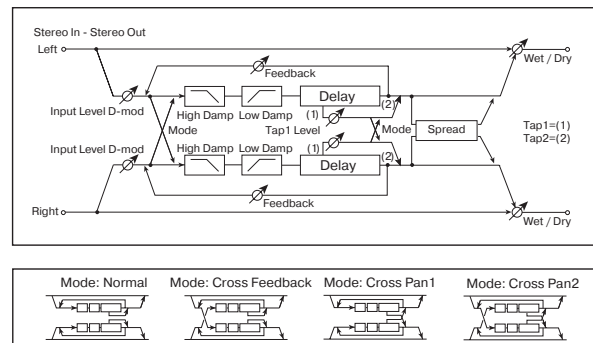 Stereo In - Stereo Out
Left
Wet / Dry
Feedback
Input Level D-mod
High Damp Low Damp Delay
(1) (2)
Mode
Tap1 Level
Mode
Spread
Tap1=(1)
Tap2=(2)
Input Level D-mod
High Damp Low Damp (1) Delay (2)
Feedback
Right
Wet / Dry
Mode: Normal Mode: Cross Feedback Mode: Cross Pan1 Mode: Cross Pan2